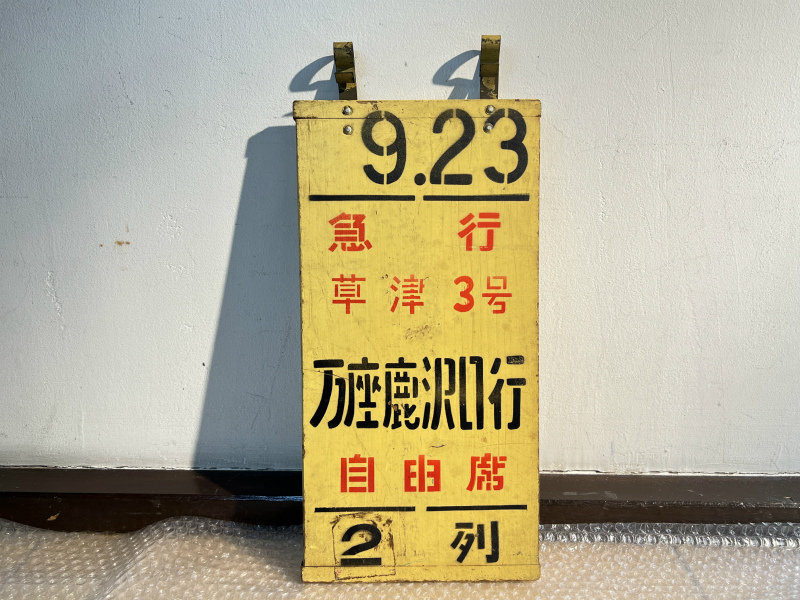 9.23
急行
草津3号
万座鹿沢口行
自由席
2列